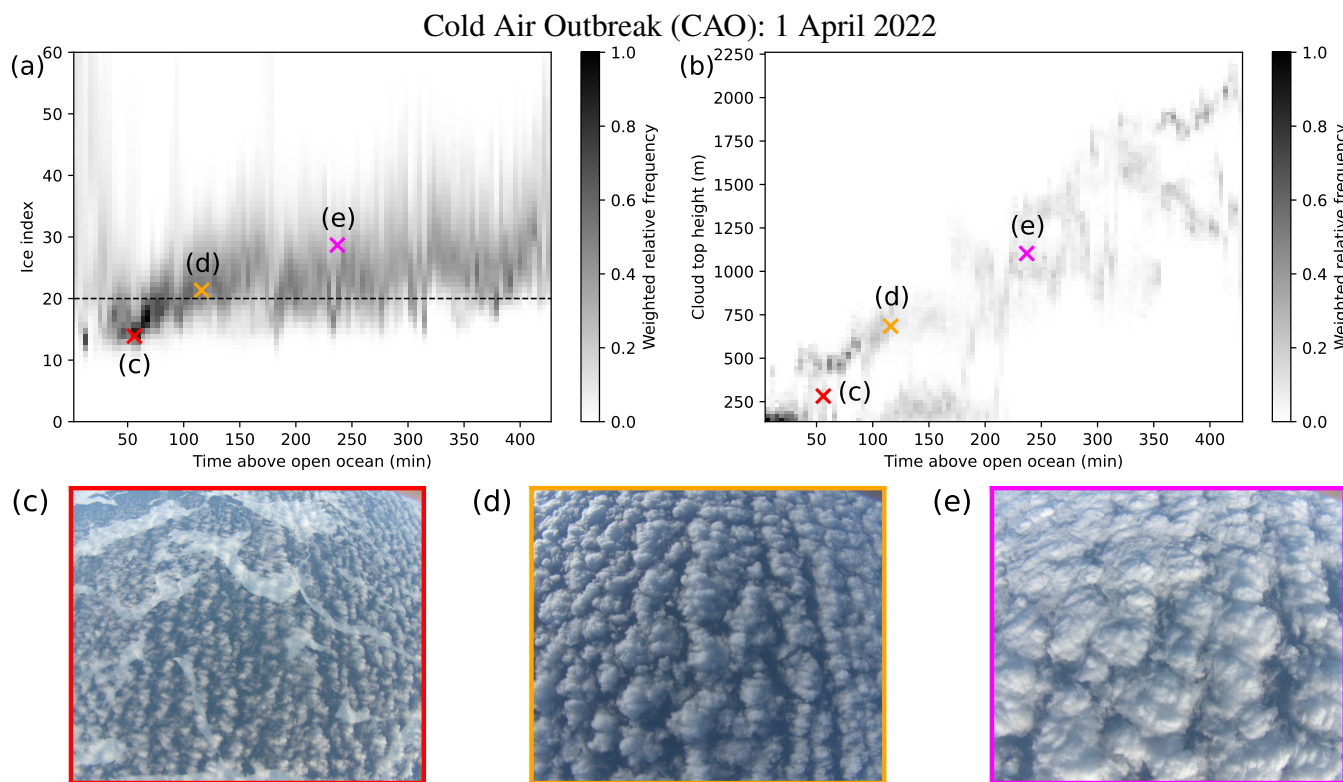 Cold Air Outbreak (CAO): 1 April 2022
(a)
60
50
40
30
20
10
0
Ice index
50 100 150 200 250 300 350 400
Time above open ocean (min)
(c)
(d)
(e)
1.0
0.8
0.6
0.4
0.2
0.0
Weighted relative frequency
(b)
2250
2000
1750
1500
1250
1000
750
500
250
Cloud top height (m)
50 100 150 200 250 300 350 400
Time above open ocean (min)
(c)
(d)
(e)
1.0
0.8
0.6
0.4
0.2
0.0
Weighted relative frequency
(c)
(d)
(e)